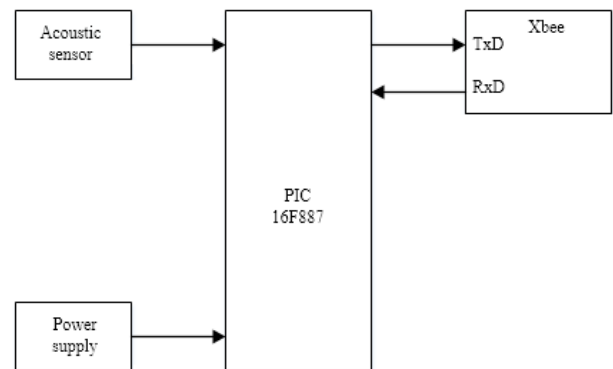 Acoustic
sensor
Xbee
TxD
RxD
PIC
16F887
Power
supply